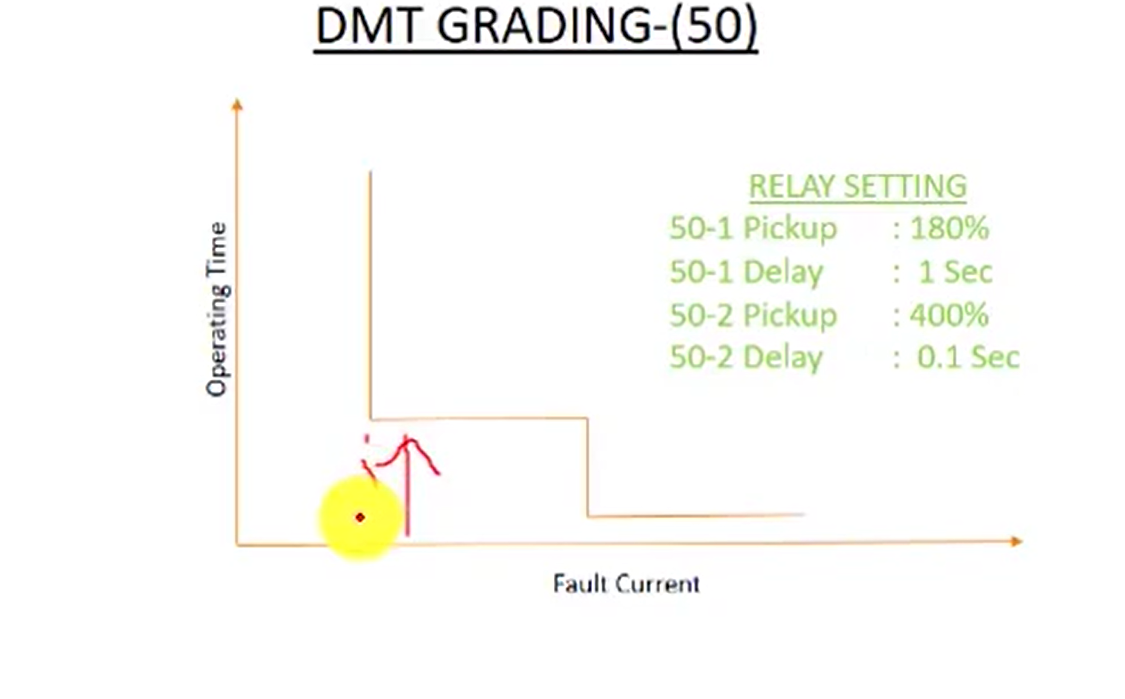 DMT GRADING-(50)
Operating Time
RELAY SETTING
50-1 Pickup : 180%
50-1 Delay : 1 Sec
50-2 Pickup : 400%
50-2 Delay : 0.1 Sec
Fault Current